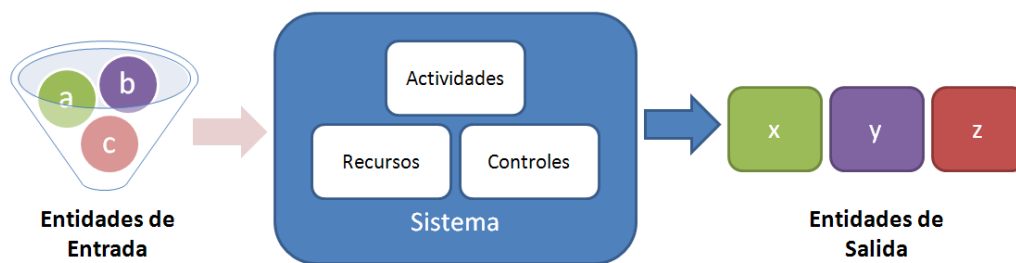 a
b
c
Entidades de
Entrada
Actividades
Recursos
Controles
Sistema
x
y
z
Entidades de
Salida